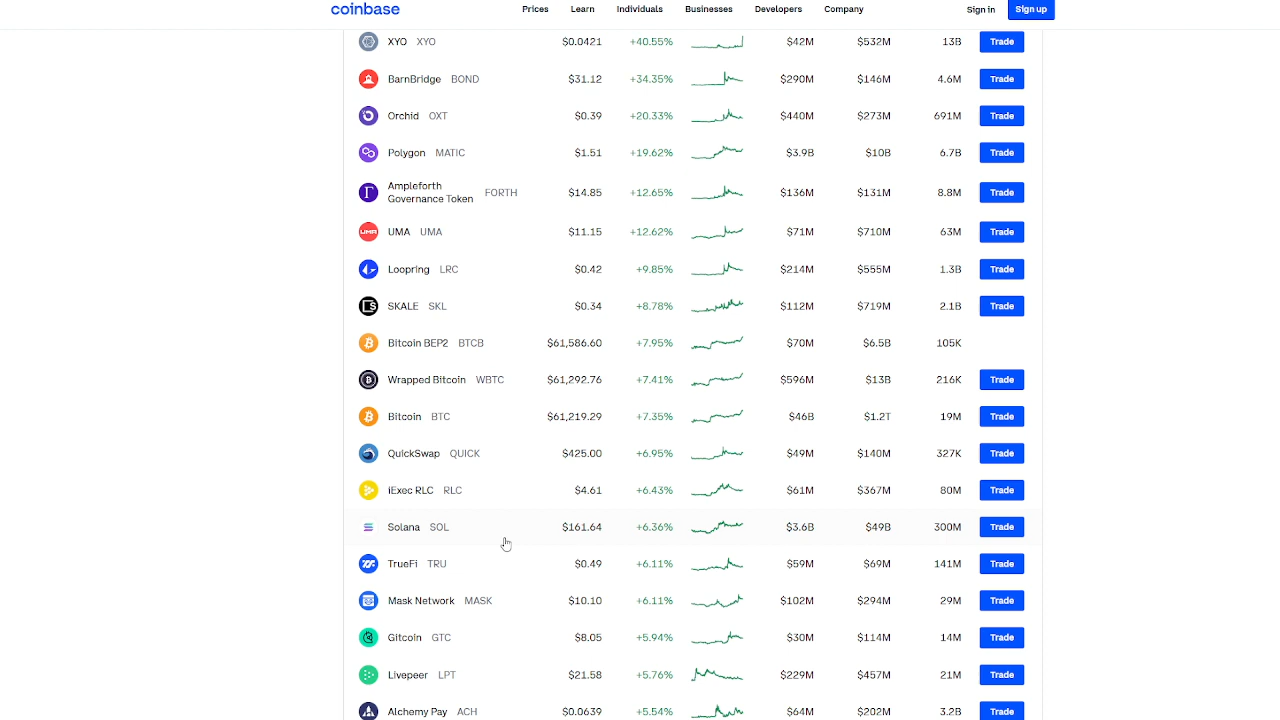 coinbase Prices Learn Individuals Businesses Developers Company Sign in Sign up
XYO XYO $0.0421 +40.55% $42M $532M 13B Trade
BarnBridge BOND $31.12 +34.35% $290M $146M 4.6M Trade
Orchid OXT $0.39 +20.33% $440M $273M 691M Trade
Polygon MATIC $1.51 +19.62% $3.9B $10B 6.7B Trade
Ampleforth
Governance Token FORTH $14.85 +12.65% $136M $131M 8.8M Trade
UMA UMA $11.15 +12.62% $71M $710M 63M Trade
Loopring LRC $0.42 +9.85% $214M $555M 1.3B Trade
SKALE SKL $0.34 +8.78% $112M $719M 2.1B Trade
Bitcoin BEP2 BTCB $61,586.60 +7.95% $70M $6.5B 105K
Wrapped Bitcoin WBTC $61,292.76 +7.41% $596M $13B 216K Trade
Bitcoin BTC $61,219.29 +7.35% $46B $1.2T 19M Trade
QuickSwap QUICK $425.00 +6.95% $49M $140M 327K Trade
iExec RLC RLC $4.61 +6.43% $61M $367M 80M Trade
Solana SOL $161.64 +6.36% $3.6B $49B 300M Trade
TrueFi TRU $0.49 +6.11% $59M $69M 141M Trade
Mask Network MASK $10.10 +6.11% $102M $294M 29M Trade
Gitcoin GTC $8.05 +5.94% $30M $114M 14M Trade
Livepeer LPT $21.58 +5.76% $229M $457M 21M Trade
Alchemy Pay ACH $0.0639 +5.54% $64M $202M 3.2B Trade